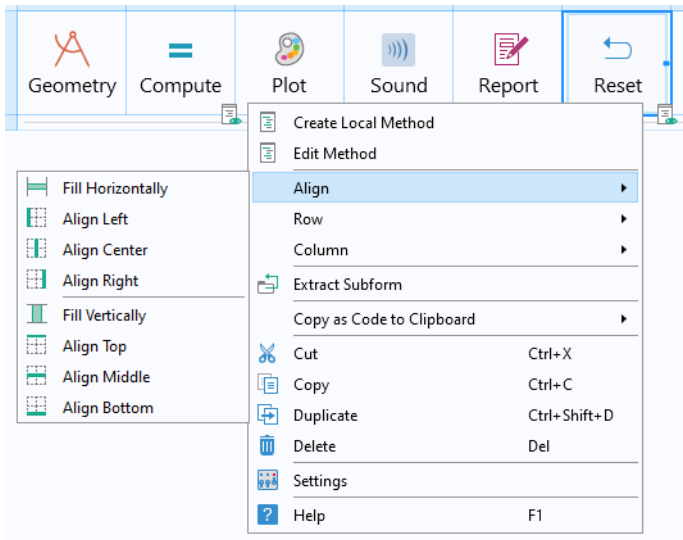 Geometry Compute Plot Sound Report Reset
Create Local Method
Edit Method
Align
Row
Column
Extract Subform
Copy as Code to Clipboard
Cut Ctrl+X
Copy Ctrl+C
Duplicate Ctrl+Shift+D
Delete Del
Settings
Help F1
Fill Horizontally
Align Left
Align Center
Align Right
Fill Vertically
Align Top
Align Middle
Align Bottom